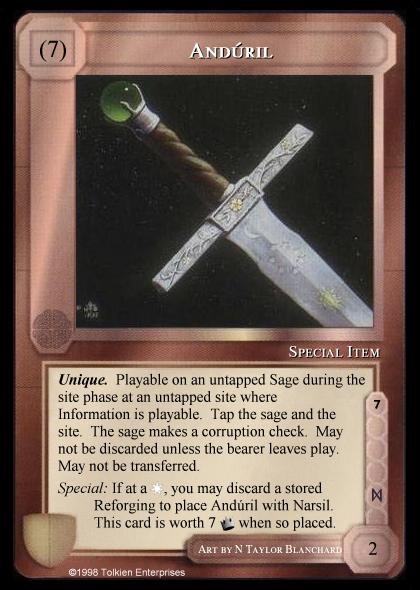 (7)
ANDÚRIL
SPECIAL ITEM
Unique. Playable on an untapped Sage during the
site phase at an untapped site where
Information is playable. Tap the sage and the
site. The sage makes a corruption check. May
not be discarded unless the bearer leaves play.
May not be transferred.
7
Special: If at a , you may discard a stored
Reforging to place Andúril with Narsil.
This card is worth 7 when so placed.
ART BY N TAYLOR BLANCHARD
2
©1998 Tolkien Enterprises